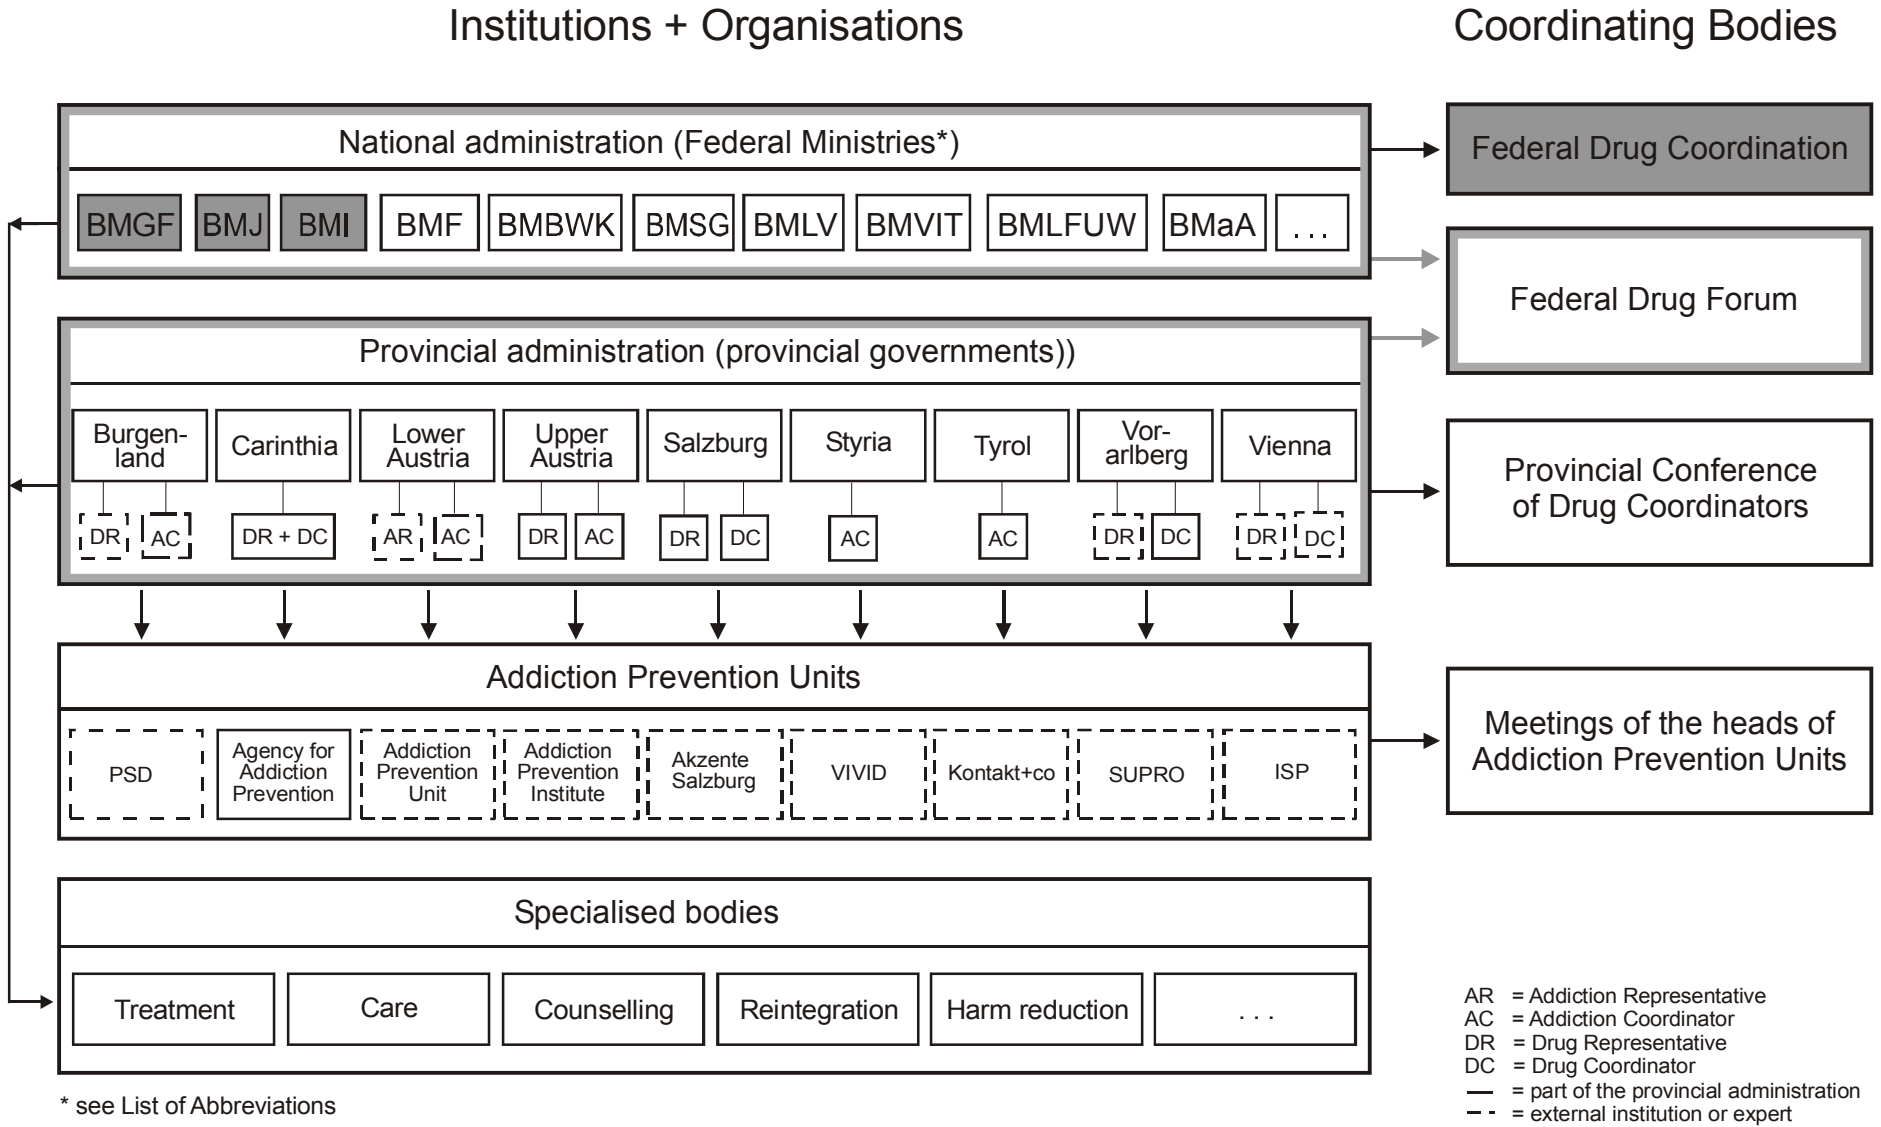 Institutions + Organisations
Coordinating Bodies
National administration (Federal Ministries*)
BMGF
BMJ
BMI
BMF
BMBWK
BMSG
BMLV
BMVIT
BMLFUW
BMaA
. . .
Federal Drug Coordination
Federal Drug Forum
Provincial administration (provincial governments))
Burgen-
land
Carinthia
Lower
Austria
Upper
Austria
Salzburg
Styria
Tyrol
Vor-
arlberg
Vienna
DR
AC
DR + DC
AR
AC
DR
AC
DR
DC
AC
AC
DR
DC
DR
DC
Provincial Conference
of Drug Coordinators
Addiction Prevention Units
PSD
Agency for
Addiction
Prevention
Addiction
Prevention
Unit
Addiction
Prevention
Institute
Akzente
Salzburg
VIVID
Kontakt+co
SUPRO
ISP
Meetings of the heads of
Addiction Prevention Units
Specialised bodies
Treatment
Care
Counselling
Reintegration
Harm reduction
. . .
AR = Addiction Representative
AC = Addiction Coordinator
DR = Drug Representative
DC = Drug Coordinator
= part of the provincial administration
= external institution or expert
* see List of Abbreviations